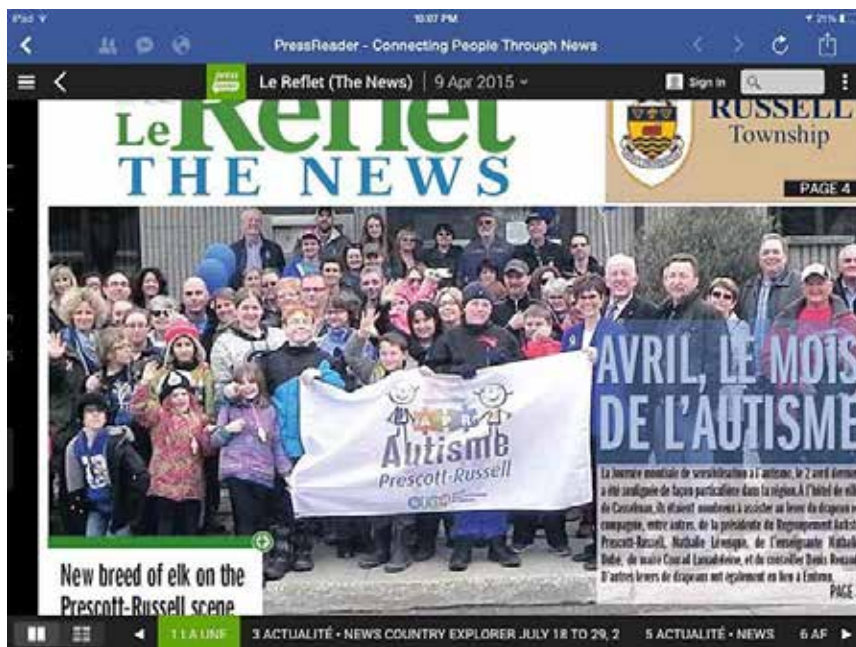 iPad
10:07 PM
21%
PressReader - Connecting People Through News
press reader
Le Reflet (The News) | 9 Apr 2015
Sign In
Le Reflet
THE NEWS
RUSSELL
Township
PAGE 4
AVRIL, LE MOIS
DE L'AUTISME
Autisme
Prescott-Russell
La Journée mondiale de sensibilisation à l'autisme, le 2 avril dernier
a été soulignée de façon particulière dans la région. À l'hôtel de
de Casselman, ils étaient nombreux à assister au lever du drapeau en
compagnie, entre autres, de la présidente du Regroupement
Prescott-Russell, Nathalie de l'enseignante
du maire Conrad Lamadeleine, et du conseiller Denis
D'autres levers de drapeaux ont également eu lieu à Embrun.
PAGE
New breed of elk on the
Prescott-Russell scene
1 LA UNE
3 ACTUALITÉ • NEWS COUNTRY EXPLORER JULY 18 TO 29, 2
5 ACTUALITÉ • NEWS
6 AF